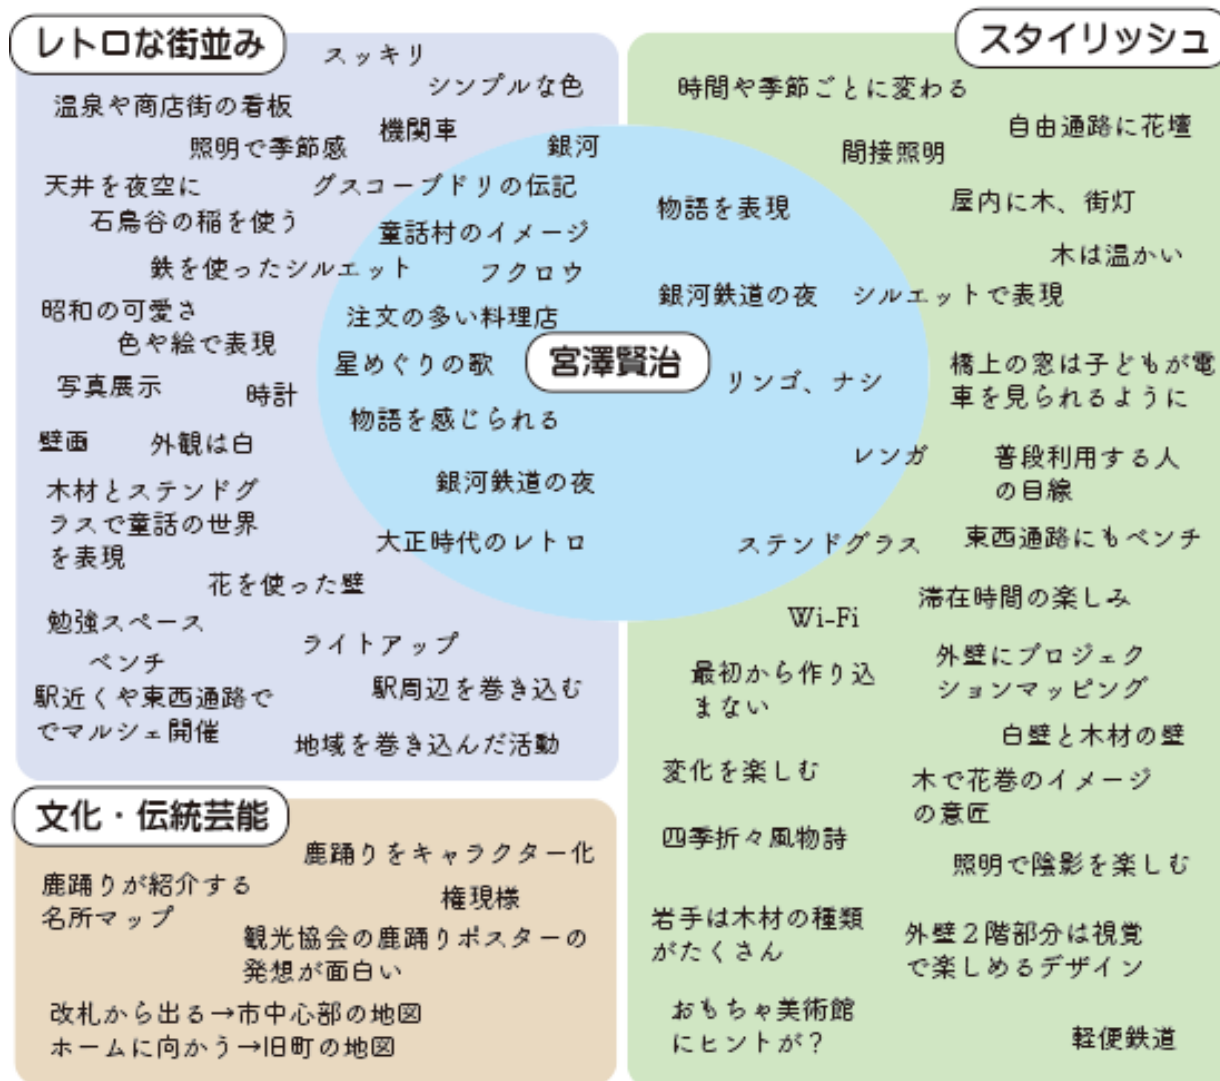 レトロな街並み
スッキリ
シンプルな色
温泉や商店街の看板
機関車
照明で季節感
銀河
天井を夜空に
グスコーブドリの伝記
石鳥谷の稲を使う
童話村のイメージ
鉄を使ったシルエット
フクロウ
昭和の可愛さ
注文の多い料理店
色や絵で表現
星めぐりの歌
写真展示
時計
物語を感じられる
壁画
外観は白
銀河鉄道の夜
木材とステンドグ
ラスで童話の世界
を表現
大正時代のレトロ
花を使った壁
勉強スペース
ライトアップ
ベンチ
駅周辺を巻き込む
駅近くや東西通路で
でマルシェ開催
地域を巻き込んだ活動
宮澤賢治
スタイリッシュ
時間や季節ごとに変わる
自由通路に花壇
間接照明
物語を表現
屋内に木、街灯
木は温かい
銀河鉄道の夜
シルエットで表現
リンゴ、ナシ
橋上の窓は子どもが電
車を見られるように
レンガ
普段利用する人
の目線
ステンドグラス
東西通路にもベンチ
滞在時間の楽しみ
Wi-Fi
外壁にプロジェク
ションマッピング
最初から作り込
まない
白壁と木材の壁
変化を楽しむ
木で花巻のイメージ
の意匠
四季折々風物詩
照明で陰影を楽しむ
岩手は木材の種類
がたくさん
外壁２階部分は視覚
で楽しめるデザイン
おもちゃ美術館
にヒントが？
軽便鉄道
文化・伝統芸能
鹿踊りをキャラクター化
鹿踊りが紹介する
名所マップ
権現様
観光協会の鹿踊りポスターの
発想が面白い
改札から出る→市中心部の地図
ホームに向かう→旧町の地図